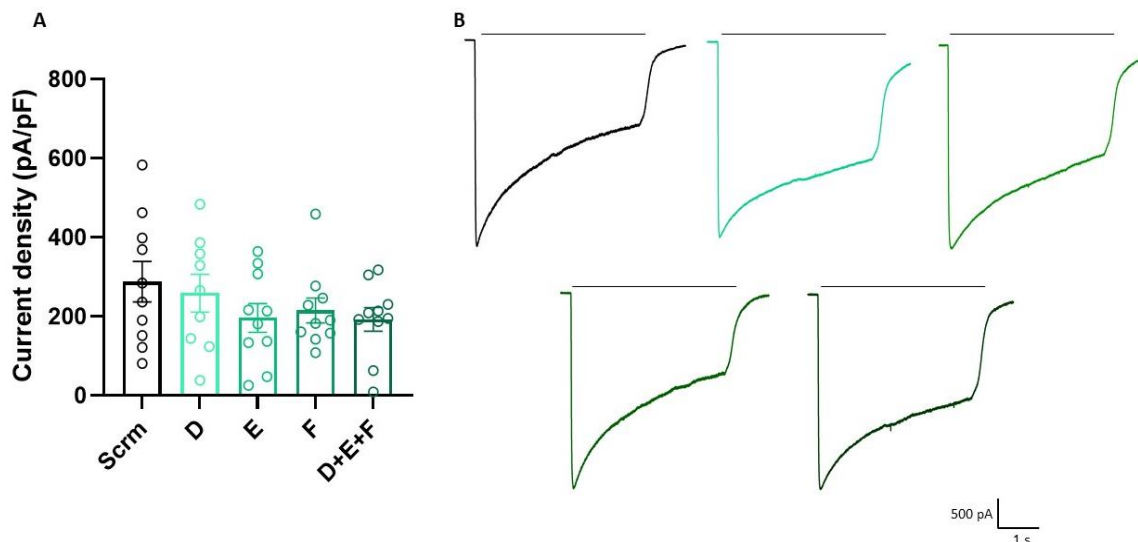 A
B
Current density (pA/pF)
800
600
400
200
0
Scrm
D
E
F
D+E+F
500 pA
1 s